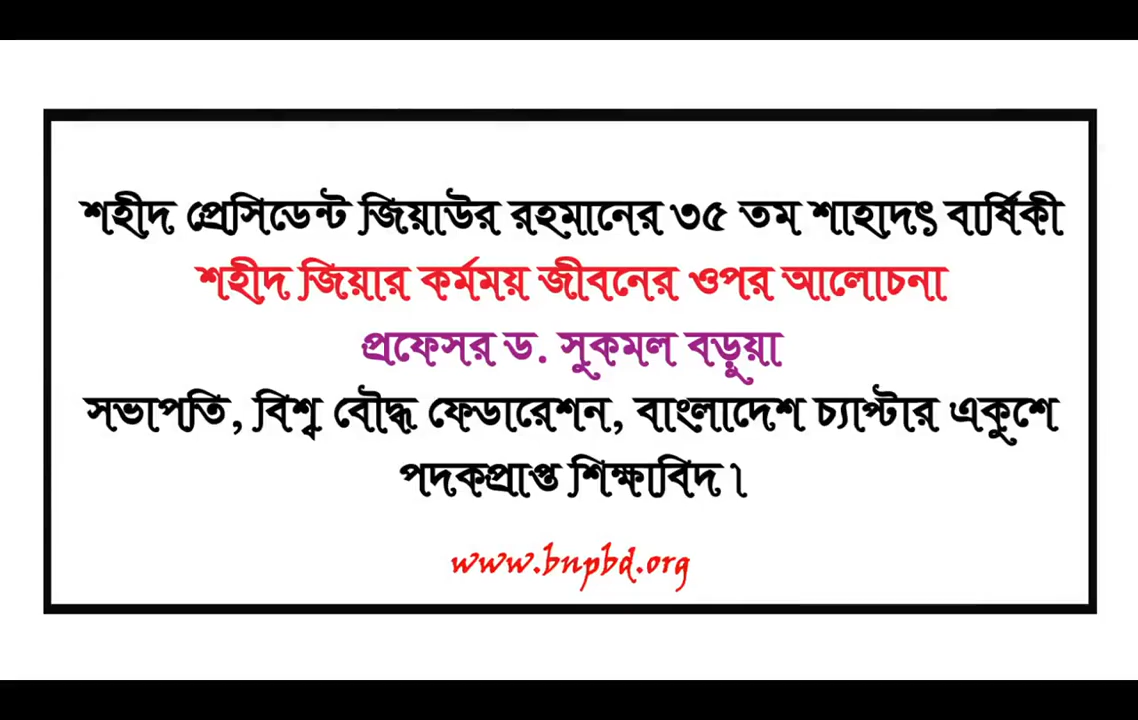 শহীদ প্রেসিডেন্ট জিয়াউর রহমানের ৩৫ তম শাহাদৎ বার্ষিকী
শহীদ জিয়ার কর্মময় জীবনের ওপর আলোচনা
প্রফেসর ড. সুকমল বড়ুয়া
সভাপতি, বিশ্ব বৌদ্ধ ফেডারেশন, বাংলাদেশ চ্যাপ্টার একুশে
পদকপ্রাপ্ত শিক্ষাবিদ।
www.bnpbd.org